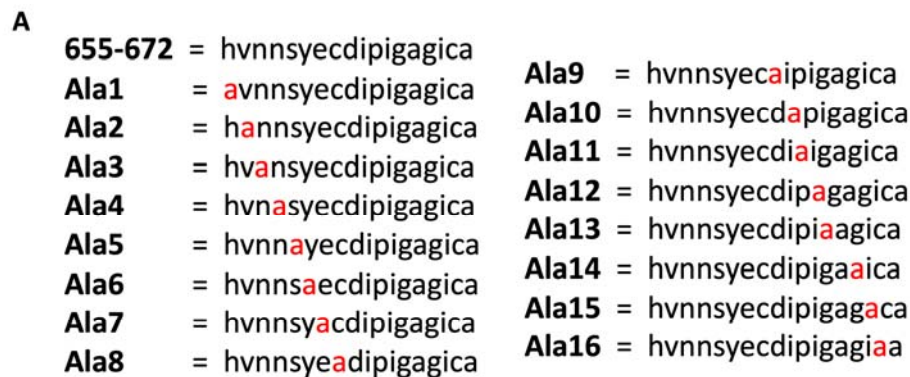 A
655-672 = hvnnsyecdipigagica
Ala1 = avnnsyecdipigagica
Ala2 = hannsyecdipigagica
Ala3 = hvansyecdipigagica
Ala4 = hvnasyecdipigagica
Ala5 = hvnnayecdipigagica
Ala6 = hvnnsaecdipigagica
Ala7 = hvnnsyacdipigagica
Ala8 = hvnnsyeadipigagica
Ala9 = hvnnsyecaipigagica
Ala10 = hvnnsyecdapigagica
Ala11 = hvnnsyecdiaigagica
Ala12 = hvnnsyecdipagagica
Ala13 = hvnnsyecdipiaagica
Ala14 = hvnnsyecdipigaaica
Ala15 = hvnnsyecdipigagaca
Ala16 = hvnnsyecdipigagiaa